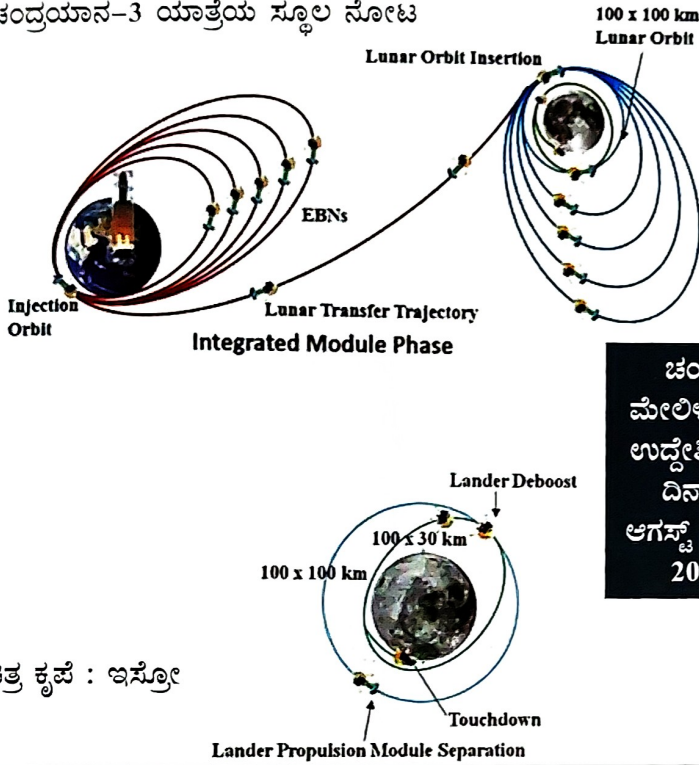 ಚಂದ್ರಯಾನ-3 ಯಾತ್ರೆಯ ಸ್ಥೂಲ ನೋಟ
100 x 100 km
Lunar Orbit
Lunar Orbit Insertion
EBNs
Injection
Orbit
Lunar Transfer Trajectory
Integrated Module Phase
20
ಆಗಸ್ಟ್
Lander Deboost
100 x 30 km
100 x 100 km
ಕೃಪೆ : ಇಸ್ರೋ
Touchdown
Lander Propulsion Module Separation